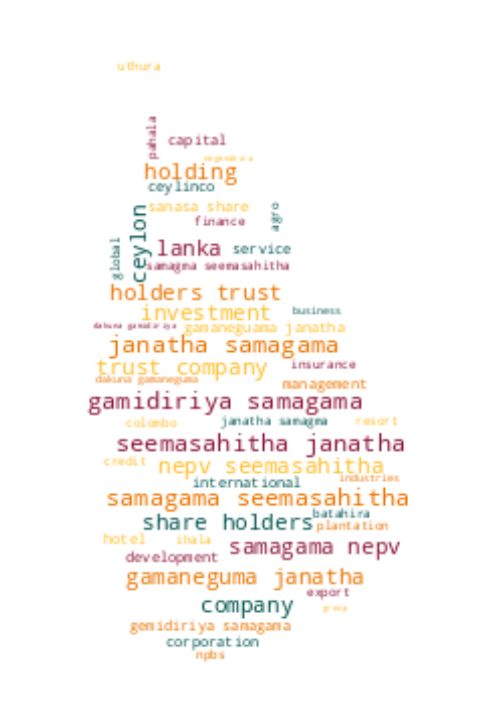 uthura
pahala
capital
holding
ceylinco
sanasa share
agro
finance
ceylon
global
lanka
service
samagma seemasahitha
holders trust
investment
business
dakuna gamidiriya
gamaneguama janatha
janatha samagama
trust company
insurance
dakuna gamaneguma
management
gamidiriya samagama
colombo
janatha samagma
resort
seemasahitha janatha
credit
nepv seemasahitha
international
industries
samagama seemasahitha
share holders
batahira
plantation
hotel
ihala
samagama nepv
development
gamaneguma janatha
export
company
group
gemidiriya samagama
corporation
npbs